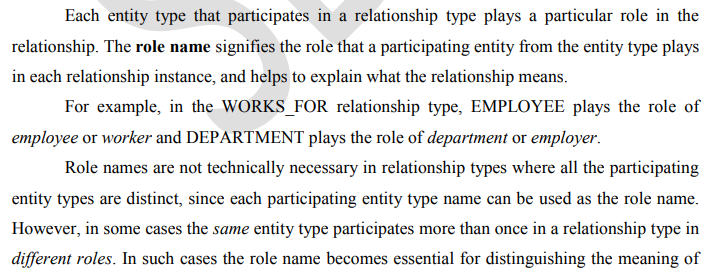 Each entity type that participates in a relationship type plays a particular role in the
relationship. The role name signifies the role that a participating entity from the entity type plays
in each relationship instance, and helps to explain what the relationship means.
For example, in the WORKS_FOR relationship type, EMPLOYEE plays the role of
employee or worker and DEPARTMENT plays the role of department or employer.
Role names are not technically necessary in relationship types where all the participating
entity types are distinct, since each participating entity type name can be used as the role name.
However, in some cases the same entity type participates more than once in a relationship type in
different roles. In such cases the role name becomes essential for distinguishing the meaning of